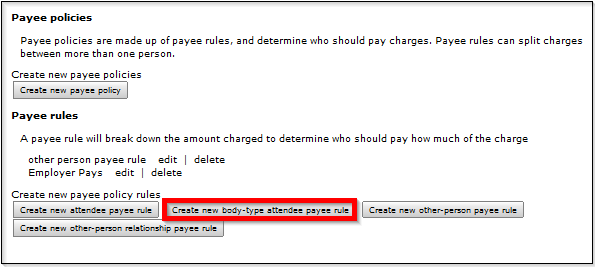 Payee policies
Payee policies are made up of payee rules, and determine who should pay charges. Payee rules can split charges
between more than one person.
Create new payee policies
Create new payee policy
Payee rules
A payee rule will break down the amount charged to determine who should pay how much of the charge
other person payee rule edit | delete
Employer Pays edit | delete
Create new payee policy rules
Create new attendee payee rule Create new body-type attendee payee rule Create new other-person payee rule
Create new other-person relationship payee rule